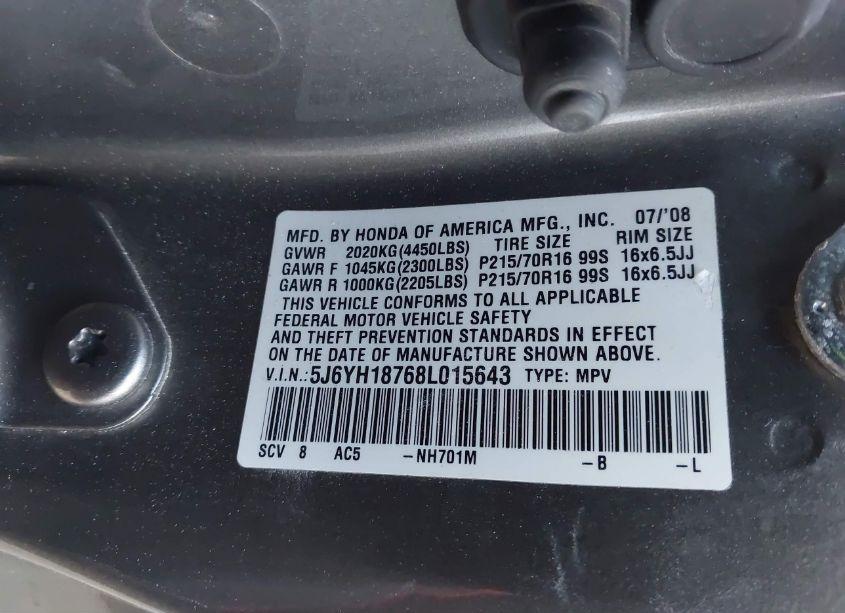 MFD. BY HONDA OF AMERICA MFG., INC. 07/'08
GVWR 2020KG(4450LBS) TIRE SIZE RIM SIZE
GAWR F 1045KG(2300LBS) P215/70R16 99S 16x6.5JJ
GAWR R 1000KG(2205LBS) P215/70R16 99S 16x6.5JJ
THIS VEHICLE CONFORMS TO ALL APPLICABLE
FEDERAL MOTOR VEHICLE SAFETY
AND THEFT PREVENTION STANDARDS IN EFFECT
ON THE DATE OF MANUFACTURE SHOWN ABOVE.
V.I.N.:5J6YH18768L015643 TYPE: MPV
SCV 8 AC5 -NH701M -B -L